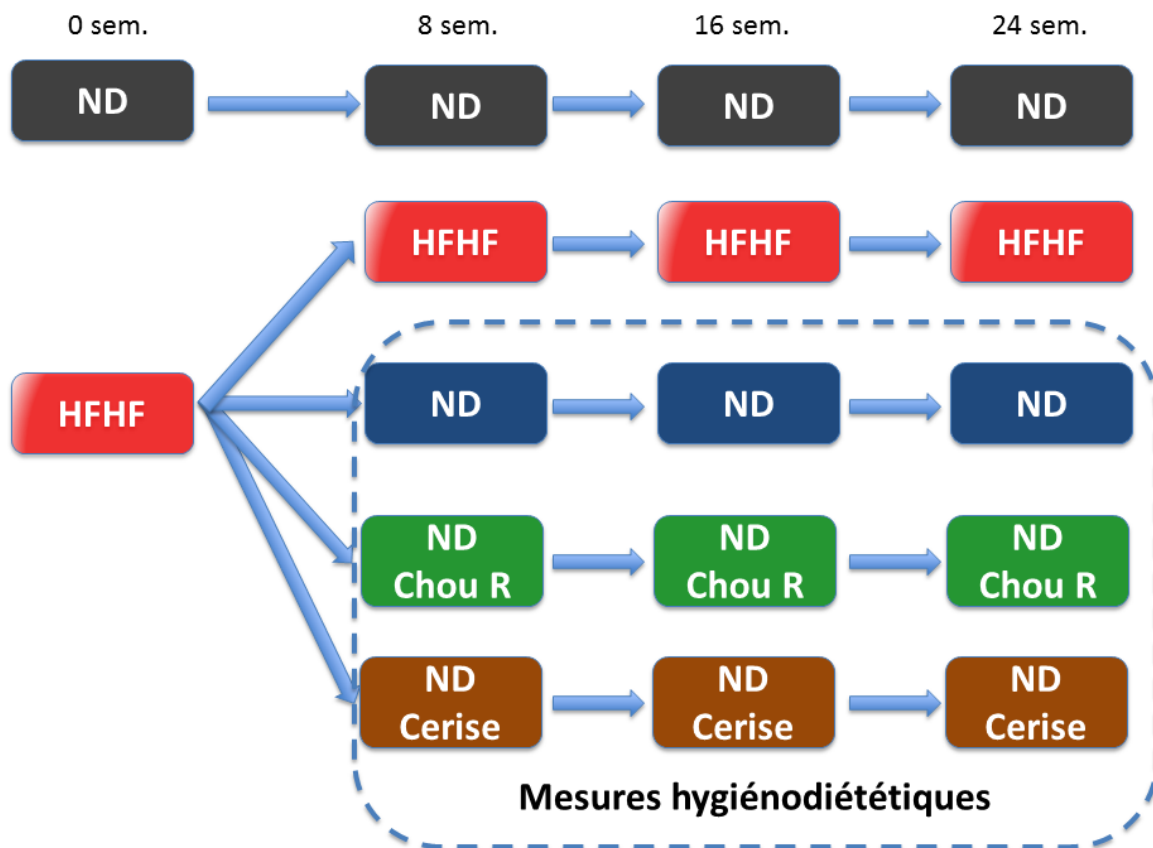 0 sem. 8 sem. 16 sem. 24 sem.
ND ND ND ND
HFHF HFHF HFHF
HFHF
ND ND ND
ND ND ND
Chou R Chou R Chou R
ND ND ND
Cerise Cerise Cerise
Mesures hygiénodiététiques